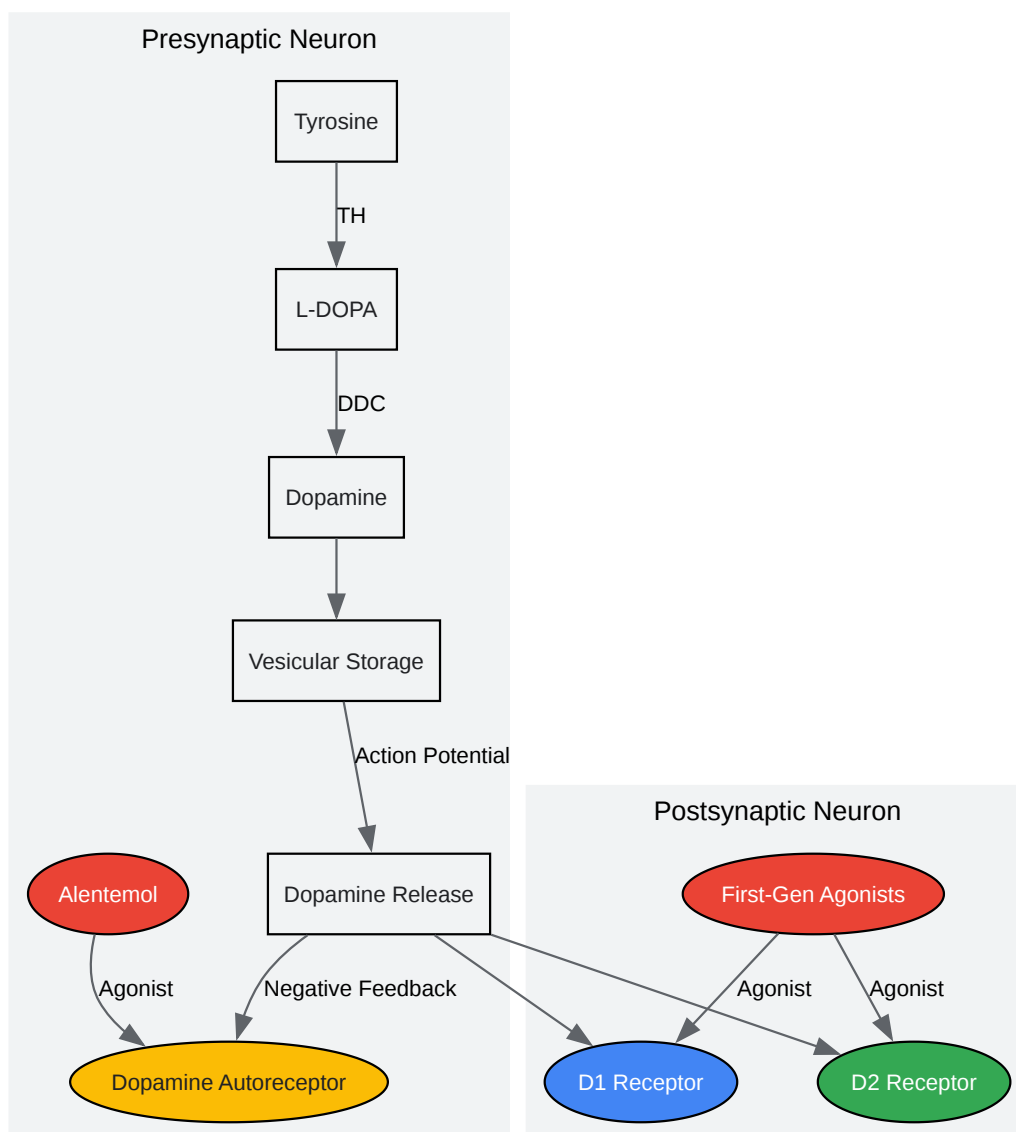 Presynaptic Neuron
Tyrosine
TH
L-DOPA
DDC
Dopamine
Vesicular Storage
Action Potential
Postsynaptic Neuron
Alentemol
Dopamine Release
First-Gen Agonists
Agonist
Negative Feedback
Agonist
Agonist
Dopamine Autoreceptor
D1 Receptor
D2 Receptor